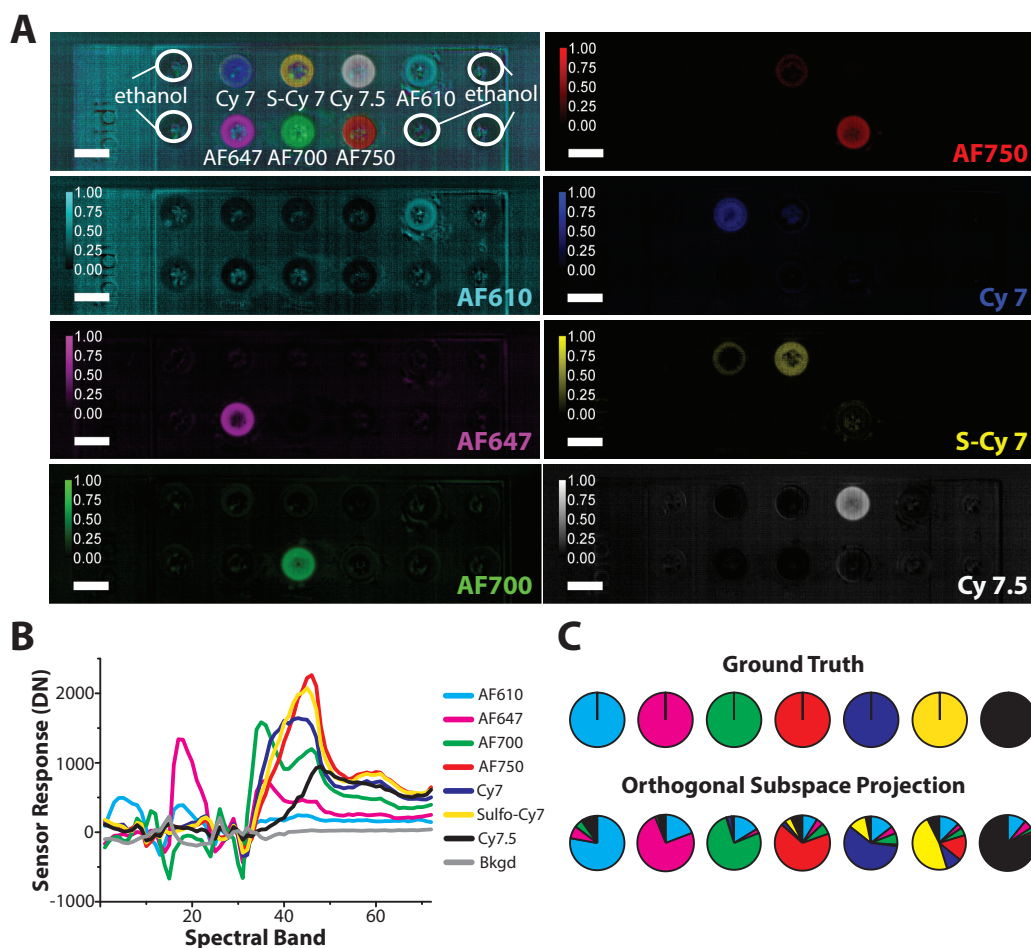 A
ethanol
Cy 7
S-Cy 7
Cy 7.5
AF610
ethanol
AF647
AF700
AF750
1.00
0.75
0.50
0.25
0.00
AF750
1.00
0.75
0.50
0.25
0.00
AF610
1.00
0.75
0.50
0.25
0.00
Cy 7
1.00
0.75
0.50
0.25
0.00
AF647
1.00
0.75
0.50
0.25
0.00
S-Cy 7
1.00
0.75
0.50
0.25
0.00
AF700
1.00
0.75
0.50
0.25
0.00
Cy 7.5
B
Sensor Response (DN)
2000
1000
0
-1000
0
20
40
60
Spectral Band
AF610
AF647
AF700
AF750
Cy7
Sulfo-Cy7
Cy7.5
Bkgd
C
Ground Truth
Orthogonal Subspace Projection